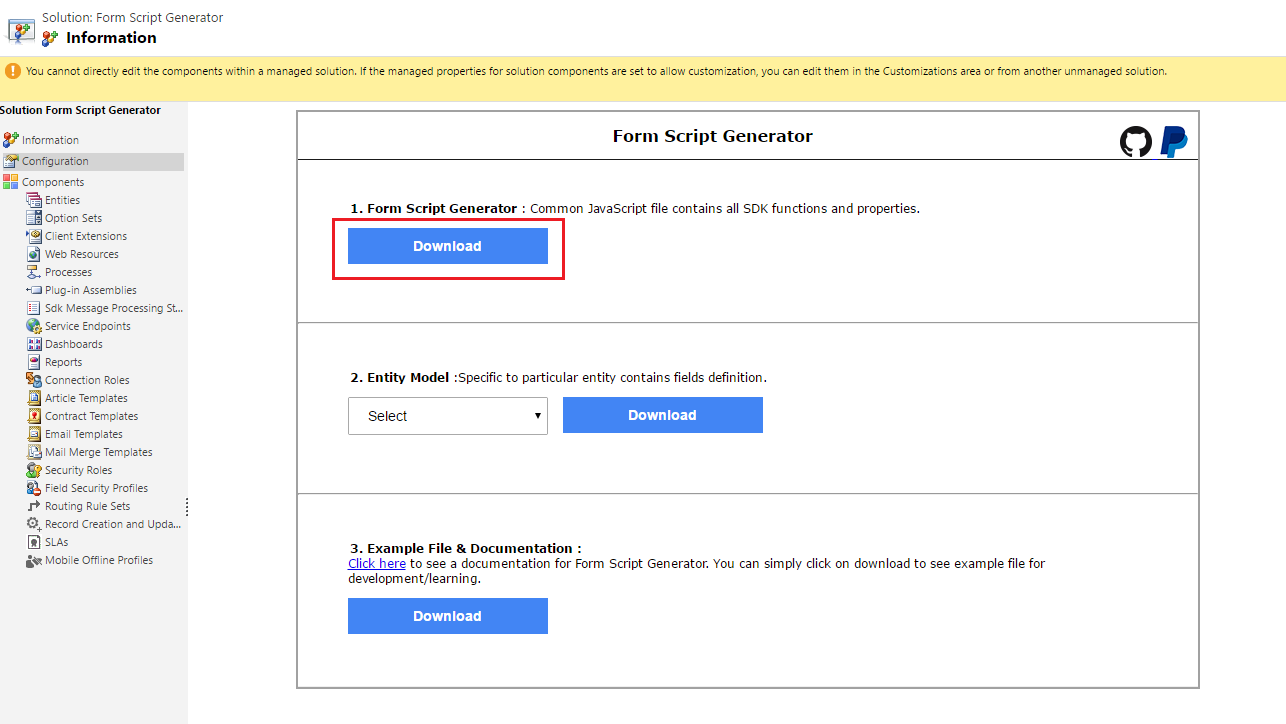 Solution: Form Script Generator
Information
You cannot directly edit the components within a managed solution. If the managed properties for solution components are set to allow customization, you can edit them in the Customizations area or from another unmanaged solution.
Solution Form Script Generator
Information
Configuration
Components
Entities
Option Sets
Client Extensions
Web Resources
Processes
Plug-in Assemblies
Sdk Message Processing St...
Service Endpoints
Dashboards
Reports
Connection Roles
Article Templates
Contract Templates
Email Templates
Mail Merge Templates
Security Roles
Field Security Profiles
Routing Rule Sets
Record Creation and Upda...
SLAs
Mobile Offline Profiles
Form Script Generator
1. Form Script Generator : Common JavaScript file contains all SDK functions and properties.
Download
2. Entity Model :Specific to particular entity contains fields definition.
Select
Download
3. Example File & Documentation :
Click here to see a documentation for Form Script Generator. You can simply click on download to see example file for
development/learning.
Download